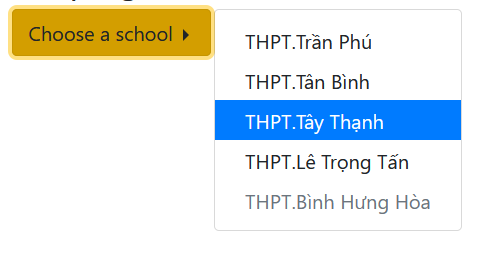 Choose a school
THPT.Trần Phú
THPT.Tân Bình
THPT.Tây Thạnh
THPT.Lê Trọng Tấn
THPT.Bình Hưng Hòa